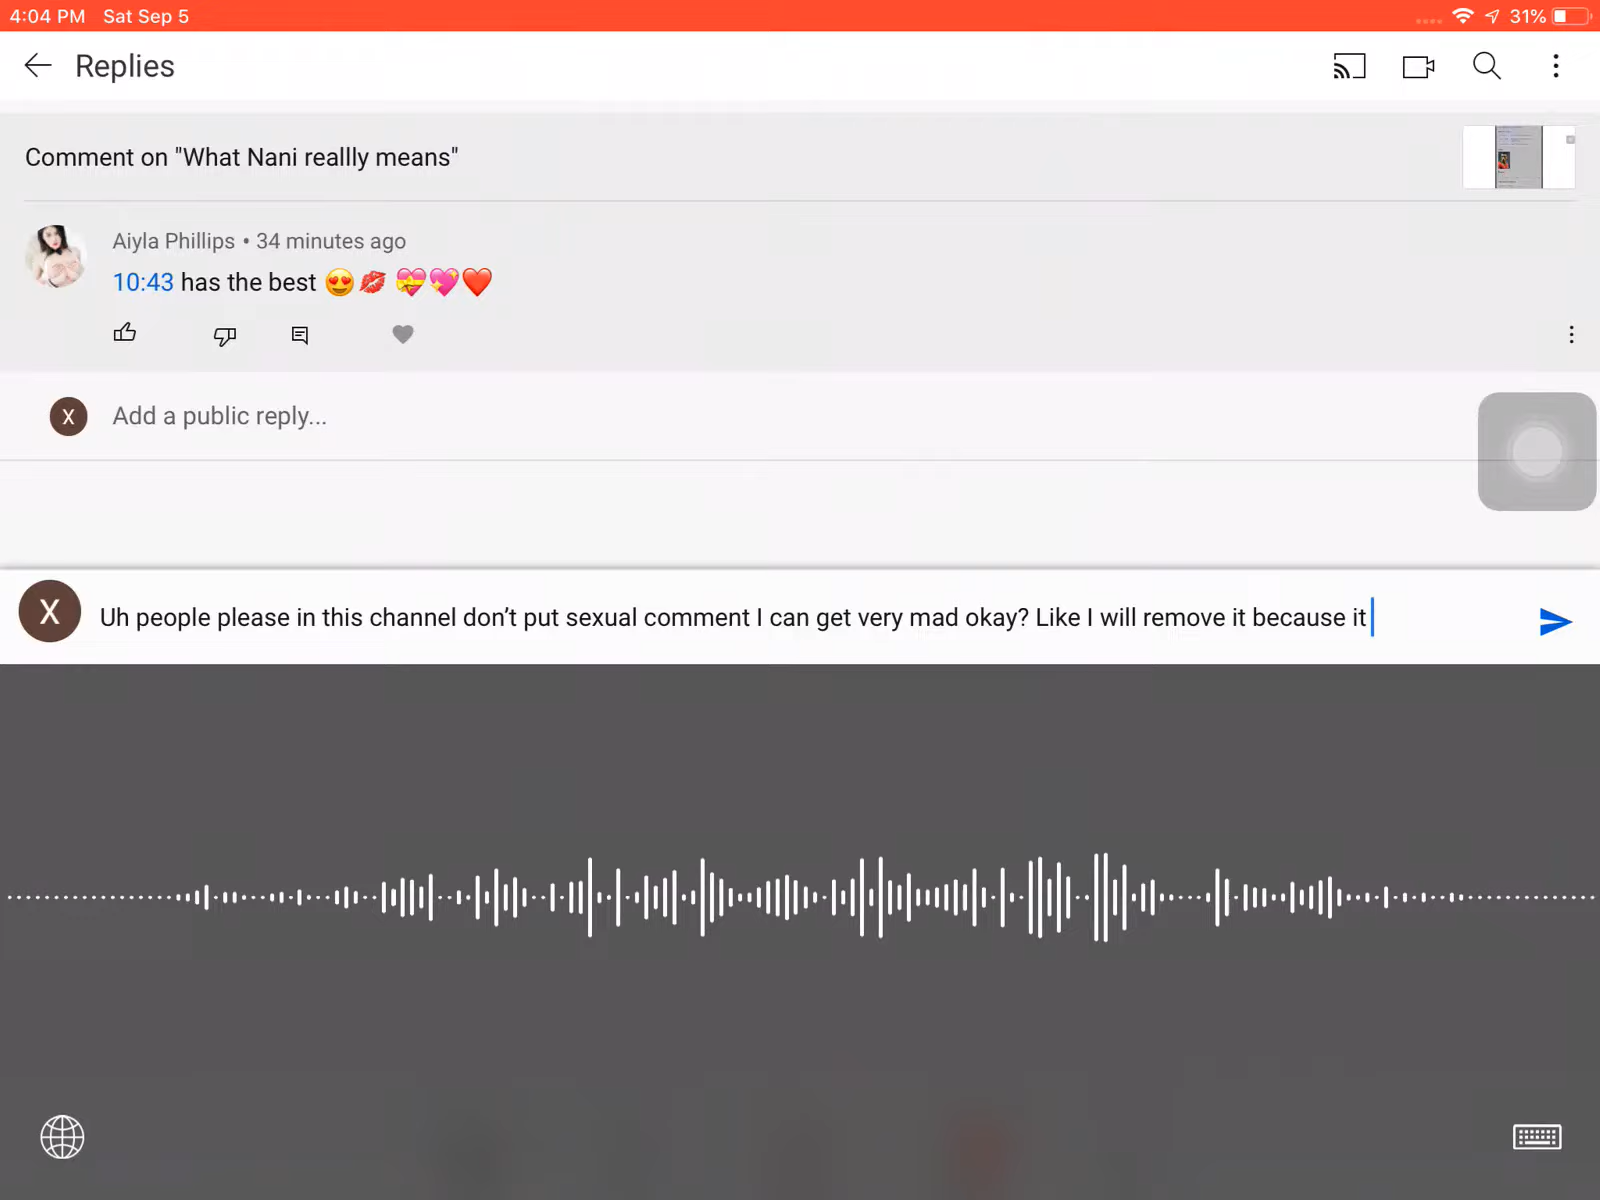 4:04 PM Sat Sep 5 31%
Replies
Comment on "What Nani reallly means"
Aiyla Phillips • 34 minutes ago
10:43 has the best 😍💋 💝💖❤️
X Add a public reply...
X Uh people please in this channel don’t put sexual comment I can get very mad okay? Like I will remove it because it